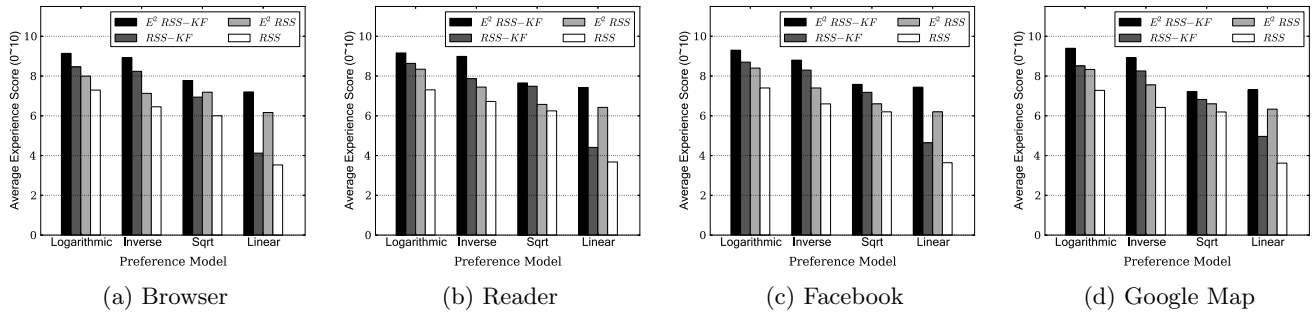 Average Experience Score (0~10)
10
8
6
4
2
0
E² RSS−KF
RSS−KF
E² RSS
RSS
Logarithmic Inverse Sqrt Linear
Preference Model
(a) Browser
Average Experience Score (0~10)
10
8
6
4
2
0
E² RSS−KF
RSS−KF
E² RSS
RSS
Logarithmic Inverse Sqrt Linear
Preference Model
(b) Reader
Average Experience Score (0~10)
10
8
6
4
2
0
E² RSS−KF
RSS−KF
E² RSS
RSS
Logarithmic Inverse Sqrt Linear
Preference Model
(c) Facebook
Average Experience Score (0~10)
10
8
6
4
2
0
E² RSS−KF
RSS−KF
E² RSS
RSS
Logarithmic Inverse Sqrt Linear
Preference Model
(d) Google Map